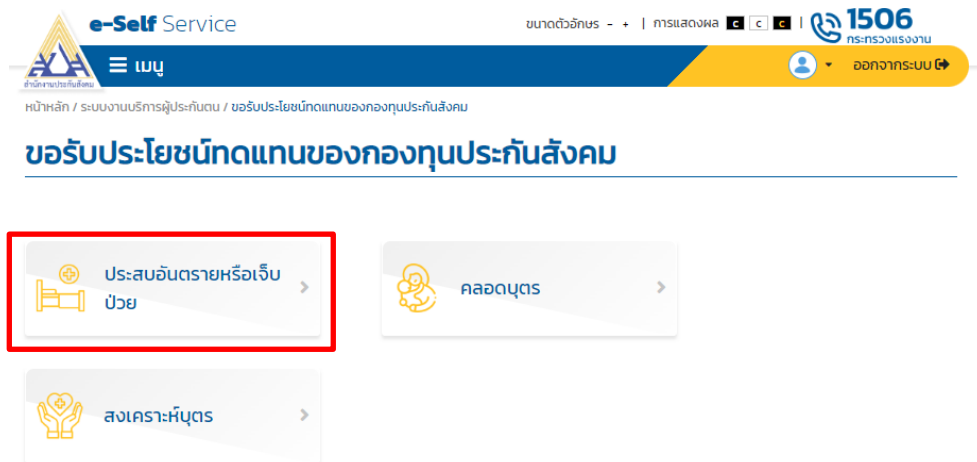 e-Self Service
ขนาดตัวอักษร - + | การแสดงผล C C C | 1506
กระทรวงแรงงาน
สำนักงานประกันสังคม
เมนู
ออกจากระบบ
หน้าหลัก / ระบบงานบริการผู้ประกันตน / ขอรับประโยชน์ทดแทนของกองทุนประกันสังคม
ขอรับประโยชน์ทดแทนของกองทุนประกันสังคม
ประสบอันตรายหรือเจ็บ
ป่วย
คลอดบุตร
สงเคราะห์บุตร